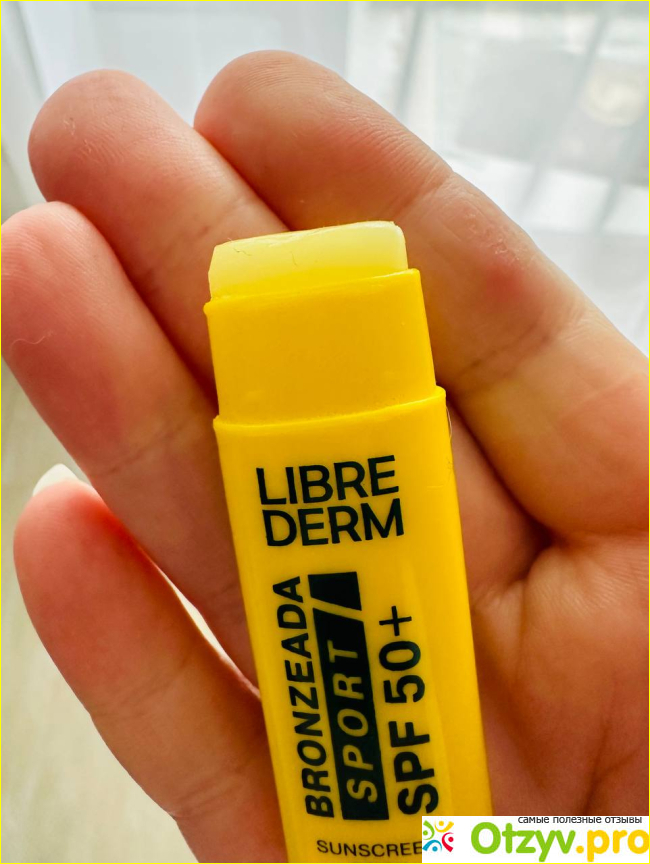 LIBRE
DERM
BRONZEADA
SPORT
SPF 50+
самые полезные отзывы
Otzyv.pro